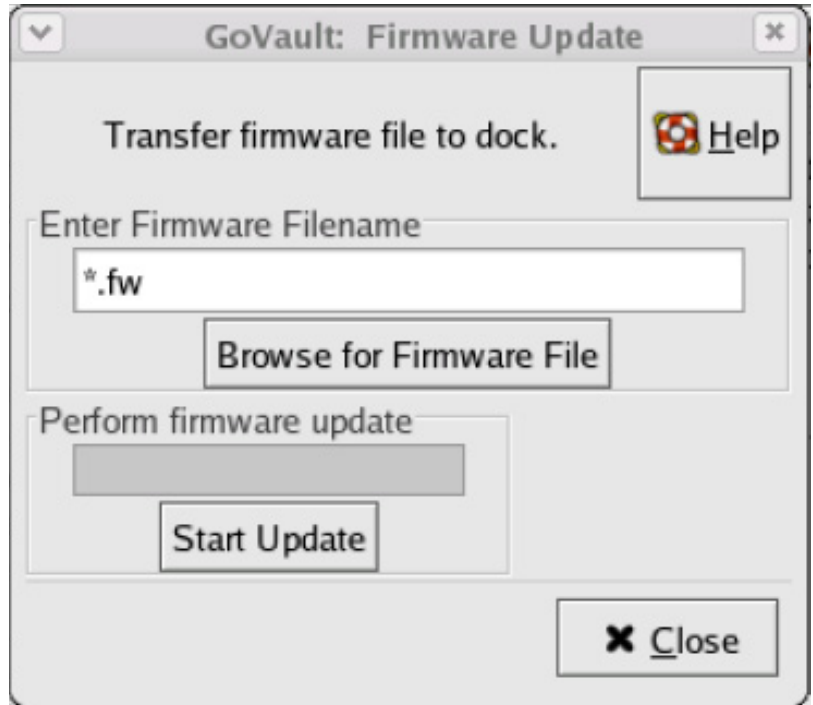 GoVault: Firmware Update
Transfer firmware file to dock.
Help
Enter Firmware Filename
*.fw
Browse for Firmware File
Perform firmware update
Start Update
Close